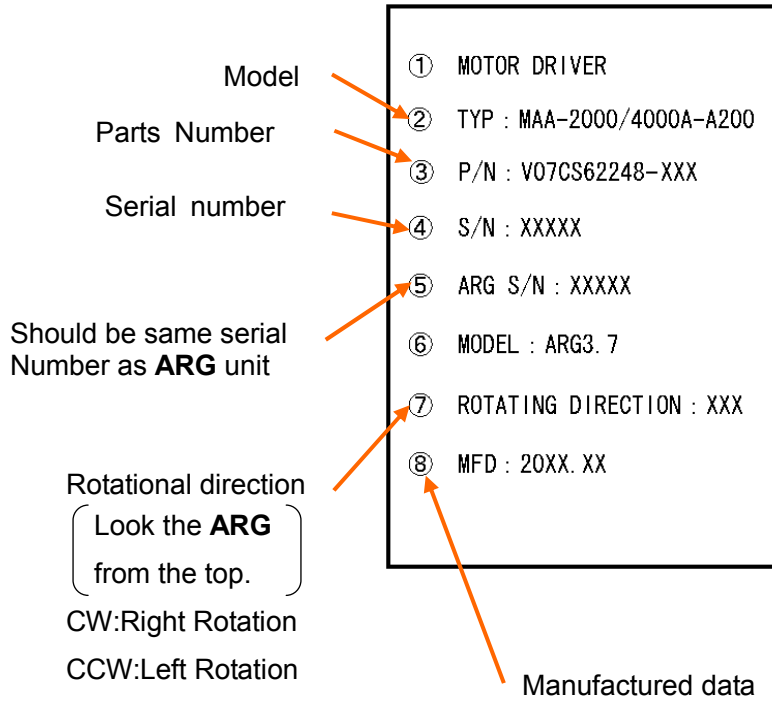 Model
Parts Number
Serial number
Should be same serial
Number as ARG unit
Rotational direction
Look the ARG
from the top.
CW:Right Rotation
CCW:Left Rotation
① MOTOR DRIVER
② TYP : MAA-2000/4000A-A200
③ P/N : V07CS62248-XXX
④ S/N : XXXXX
⑤ ARG S/N : XXXXX
⑥ MODEL : ARG3.7
⑦ ROTATING DIRECTION : XXX
⑧ MFD : 20XX.XX
Manufactured data